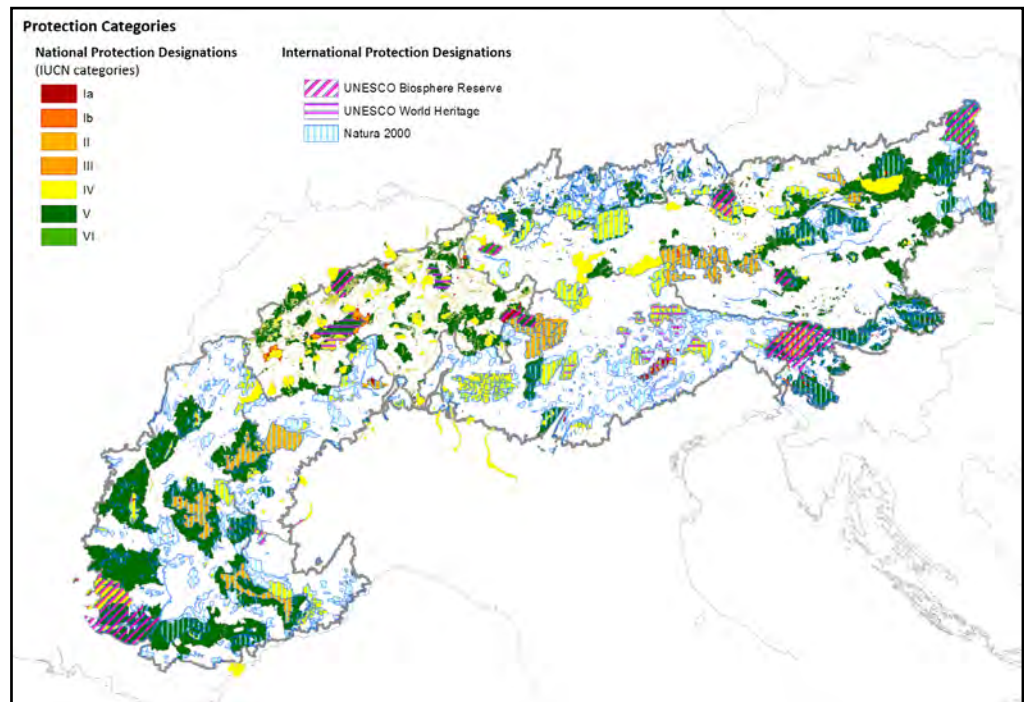 Protection Categories
National Protection Designations
(IUCN categories)
Ia
Ib
II
III
IV
V
VI
International Protection Designations
UNESCO Biosphere Reserve
UNESCO World Heritage
Natura 2000